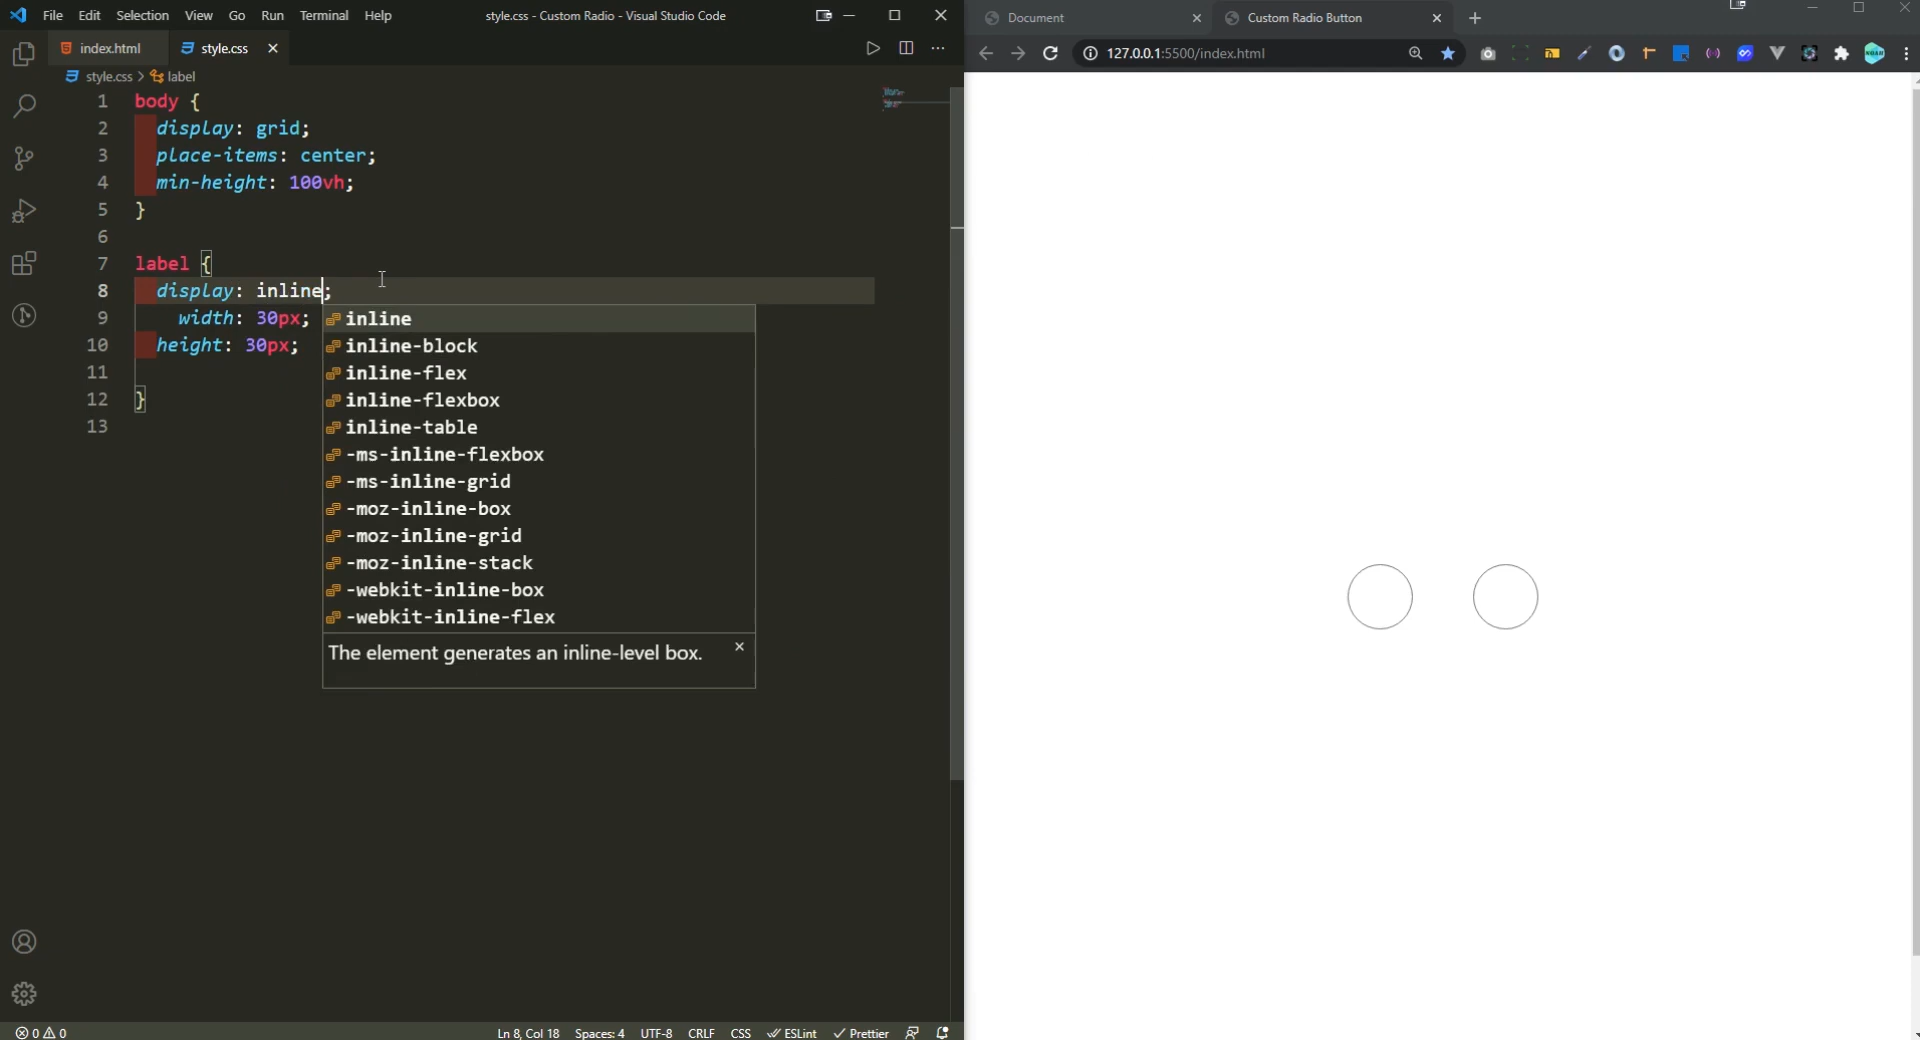 File Edit Selection View Go Run Terminal Help style.css - Custom Radio - Visual Studio Code
Document Custom Radio Button
index.html style.css
127.0.0.1:5500/index.html
style.css > label
1 body {
2 display: grid;
3 place-items: center;
4 min-height: 100vh;
5 }
6
7 label {
8 display: inline;
9 width: 30px;
10 height: 30px;
11
12 }
13
inline
inline-block
inline-flex
inline-flexbox
inline-table
-ms-inline-flexbox
-ms-inline-grid
-moz-inline-box
-moz-inline-grid
-moz-inline-stack
-webkit-inline-box
-webkit-inline-flex
The element generates an inline-level box.
0 0 Ln 8, Col 18 Spaces: 4 UTF-8 CRLF CSS ESLint Prettier